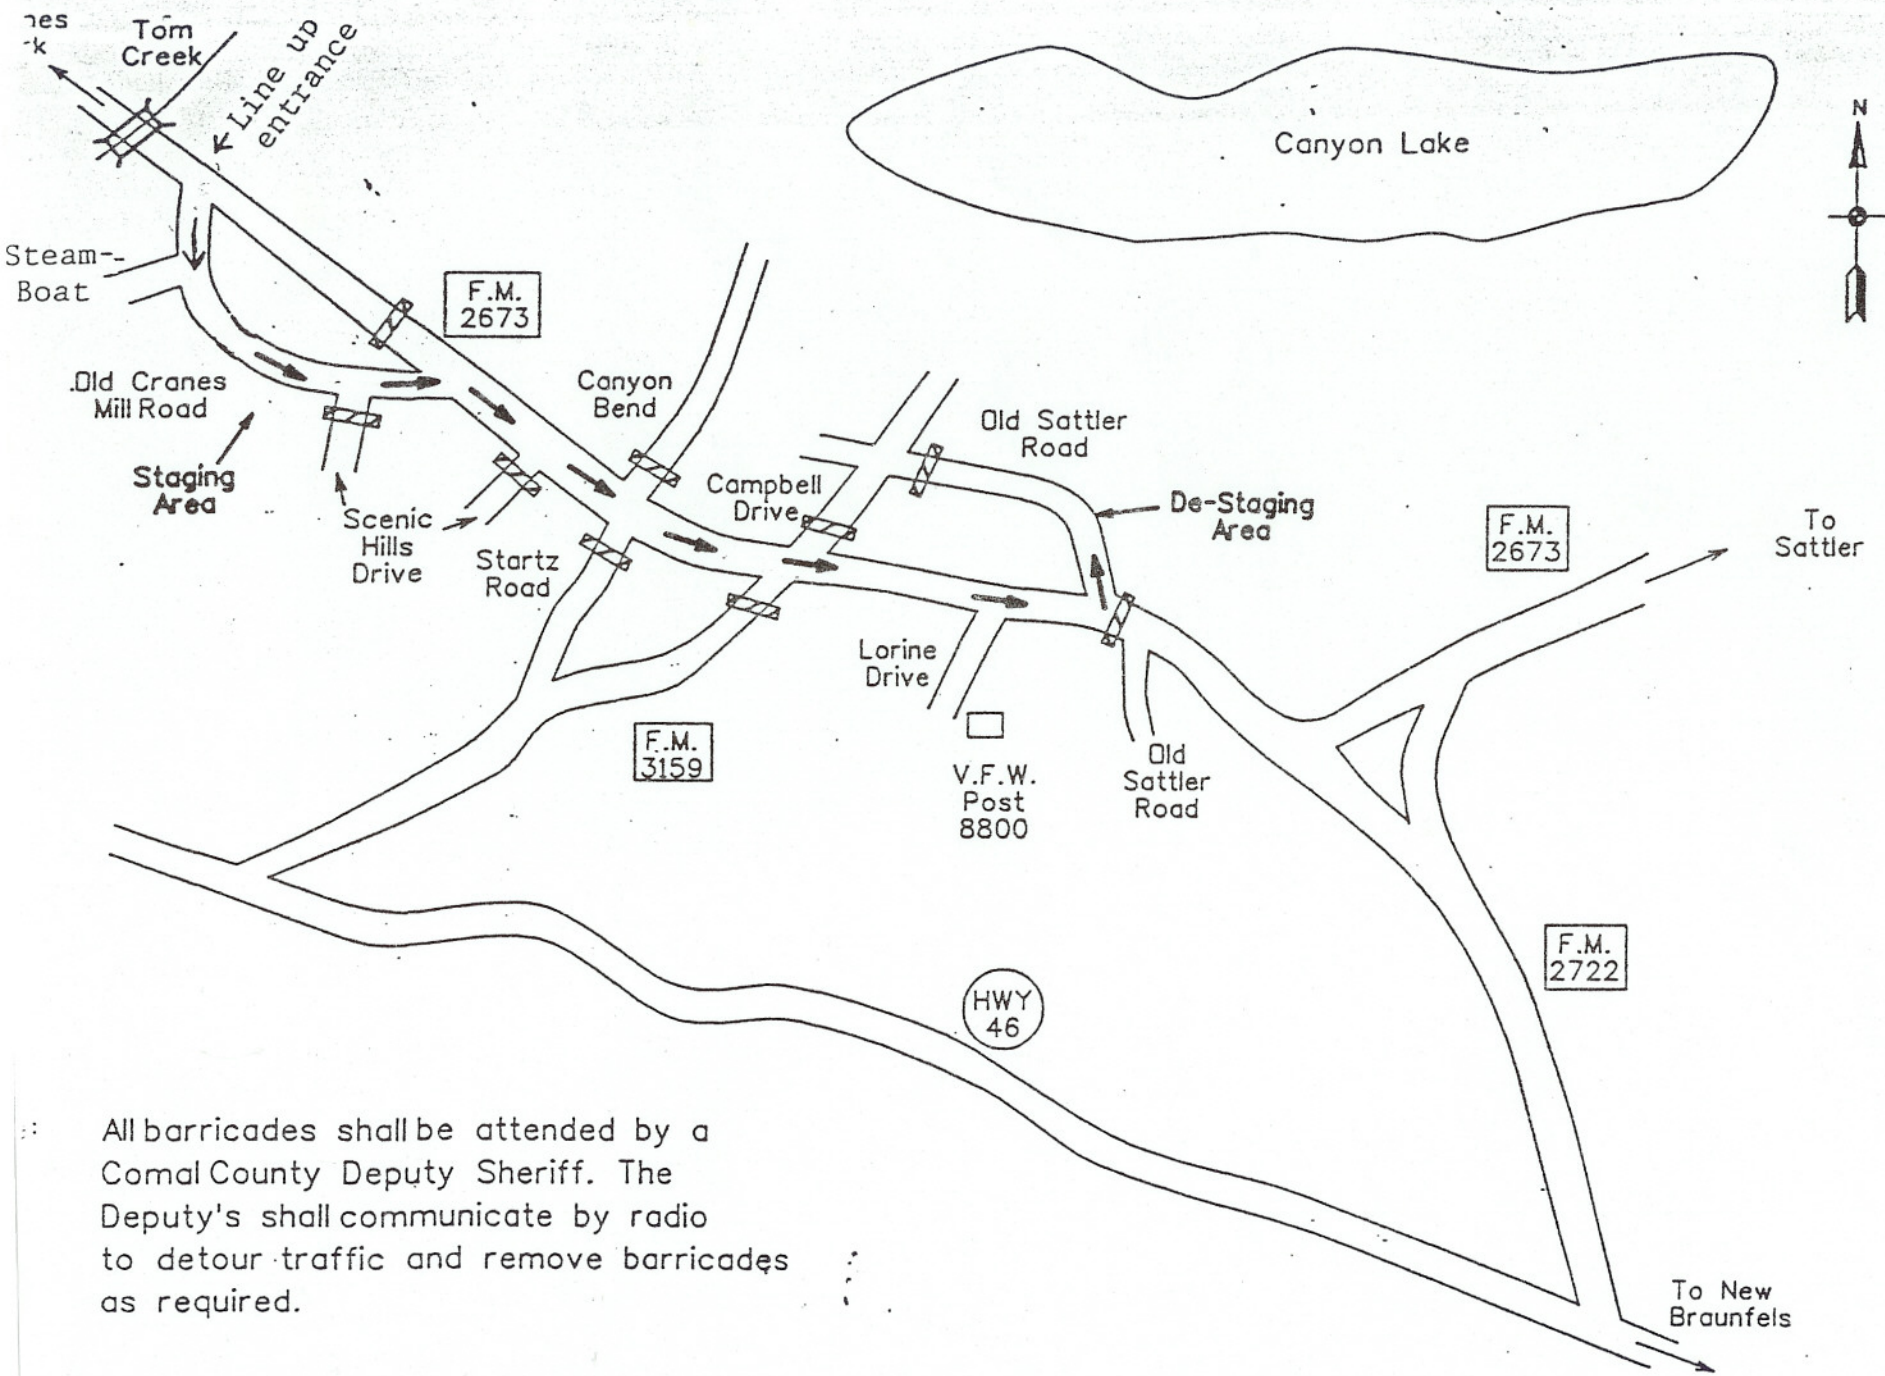 Tom
Creek
Line up
entrance
Canyon Lake
N
Steam-
Boat
F.M.
2673
Old Cranes
Mill Road
Staging
Area
Scenic
Hills
Drive
Canyon
Bend
Startz
Road
Campbell
Drive
Old Sattler
Road
De-Staging
Area
F.M.
2673
To
Sattler
Lorine
Drive
F.M.
3159
V.F.W.
Post
8800
Old
Sattler
Road
F.M.
2722
HWY
46
All barricades shall be attended by a
Comal County Deputy Sheriff. The
Deputy's shall communicate by radio
to detour traffic and remove barricades
as required.
To New
Braunfels